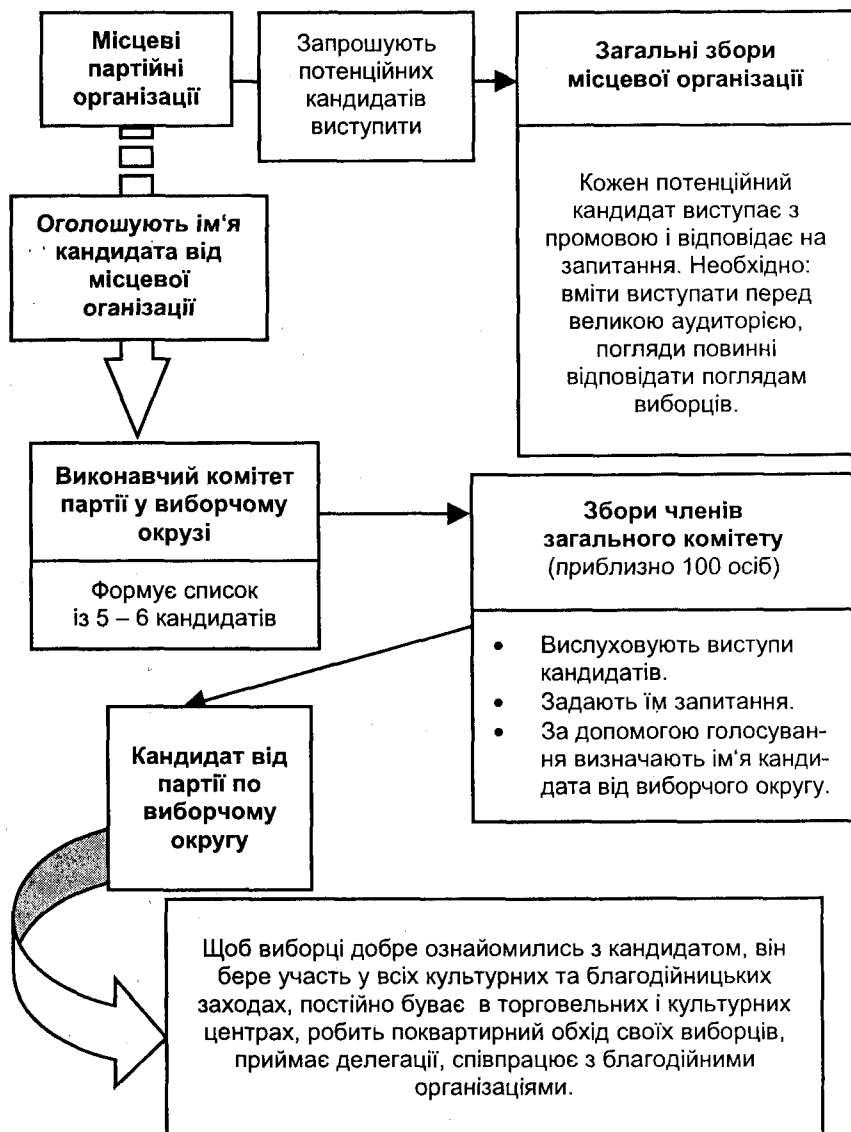 Місцеві
партійні
організації
Запрошують
потенційних
кандидатів
виступити
Загальні збори
місцевої організації
Кожен потенційний
кандидат виступає з
промовою і відповідає на
запитання. Необхідно:
вміти виступати перед
великою аудиторією,
погляди повинні
відповідати поглядам
виборців.
Оголошують ім‘я
кандидата від
місцевої
оганізації
Виконавчий комітет
партії у виборчому
окрузі
Формує список
із 5 – 6 кандидатів
Збори членів
загального комітету
(приблизно 100 осіб)
• Вислуховують виступи
кандидатів.
• Задають їм запитання.
• За допомогою голосуван-
ня визначають ім‘я канди-
дата від виборчого округу.
Кандидат від
партії по
виборчому
округу
Щоб виборці добре ознайомились з кандидатом, він
бере участь у всіх культурних та благодійницьких
заходах, постійно буває в торговельних і культурних
центрах, робить поквартирний обхід своїх виборців,
приймає делегації, співпрацює з благодійними
організаціями.